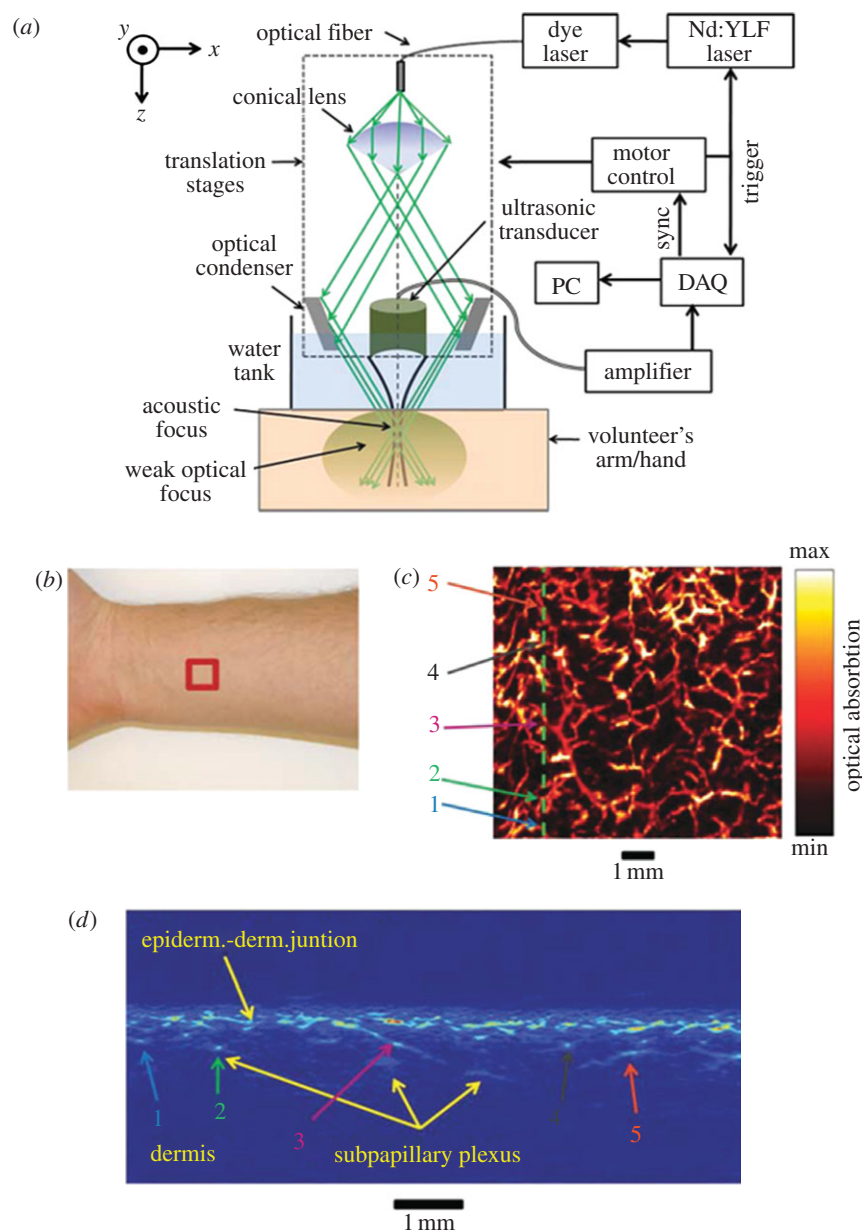 (a)
y
x
z
optical fiber
dye
laser
Nd:YLF
laser
conical lens
translation
stages
motor
control
trigger
ultrasonic
transducer
sync
optical
condenser
PC
DAQ
water
tank
amplifier
acoustic
focus
volunteer's
arm/hand
weak optical
focus
(b)
(c)
5
4
3
2
1
max
optical absorbtion
min
1 mm
(d)
epiderm.-derm.juntion
1
2
3
4
5
dermis
subpapillary plexus
1 mm